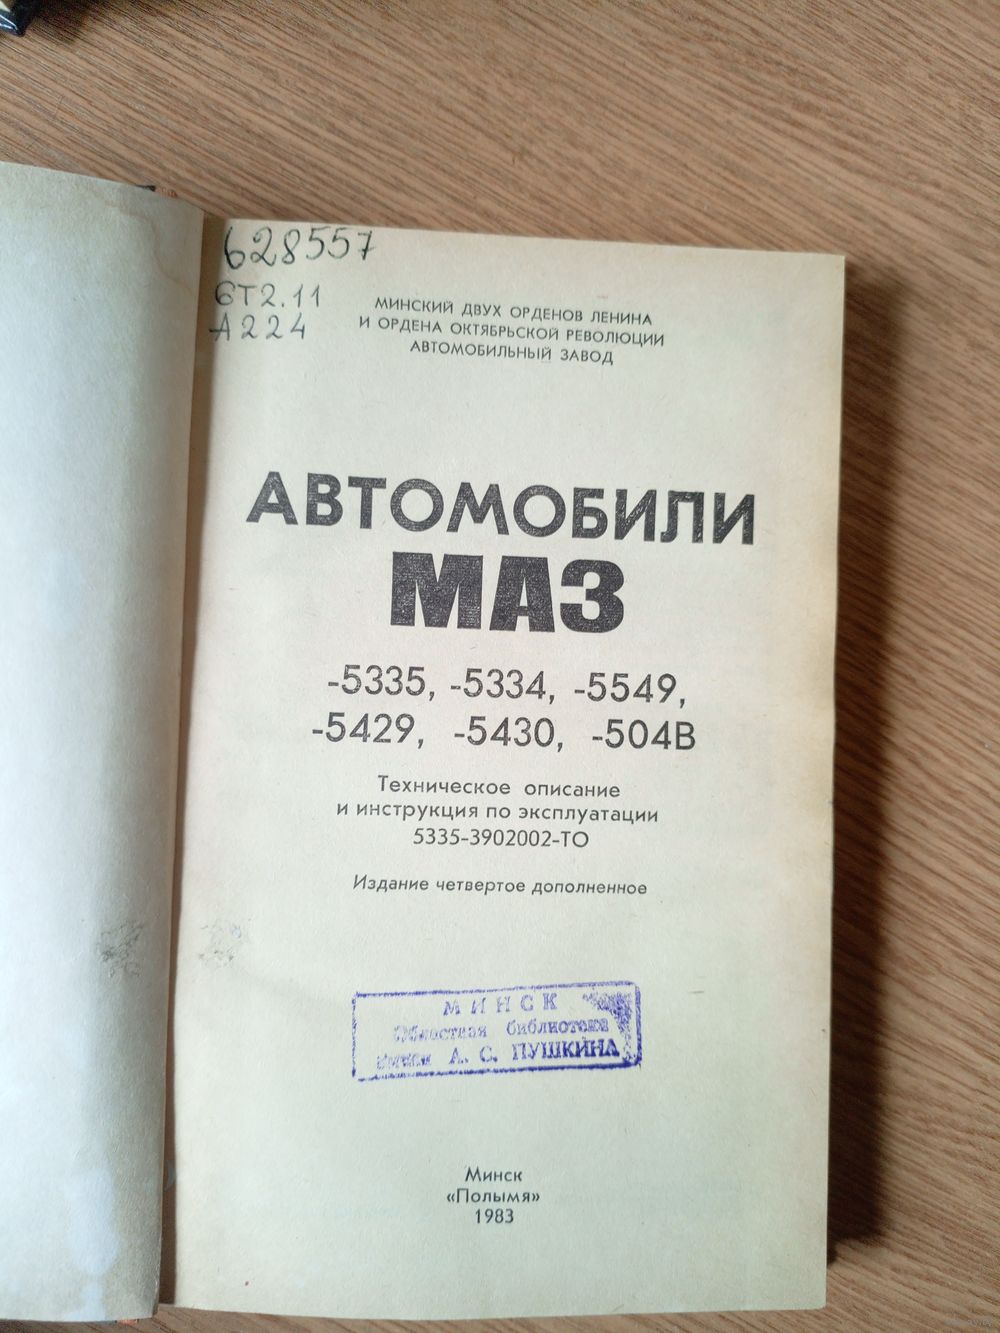 628557
6Т2.11
А224
МИНСКИЙ ДВУХ ОРДЕНОВ ЛЕНИНА
И ОРДЕНА ОКТЯБРЬСКОЙ РЕВОЛЮЦИИ
АВТОМОБИЛЬНЫЙ ЗАВОД
АВТОМОБИЛИ
МАЗ
-5335, -5334, -5549,
-5429, -5430, -504В
Техническое описание
и инструкция по эксплуатации
5335-3902002-ТО
Издание четвертое дополненное
МИНСК
Областная библиотека
имени А. С. ПУШКИНА
Минск
«Полымя»
1983